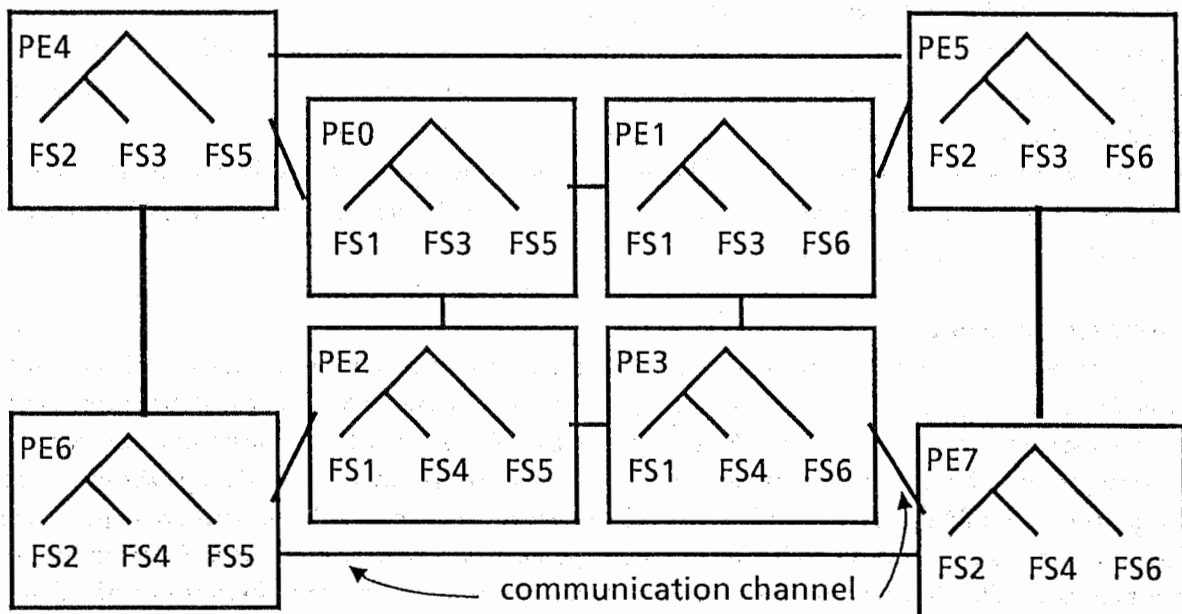 PE4
FS2 FS3 FS5
PE5
FS2 FS3 FS6
PE0
FS1 FS3 FS5
PE1
FS1 FS3 FS6
PE2
FS1 FS4 FS5
PE3
FS1 FS4 FS6
PE6
FS2 FS4 FS5
PE7
FS2 FS4 FS6
communication channel